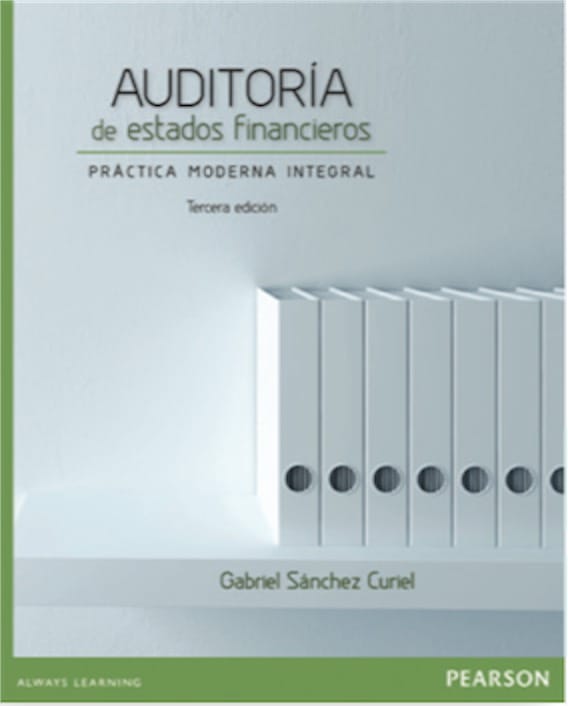 AUDITORÍA
de estados financieros
PRÁCTICA MODERNA INTEGRAL
Tercera edición
Gabriel Sánchez Curiel
ALWAYS LEARNING
PEARSON